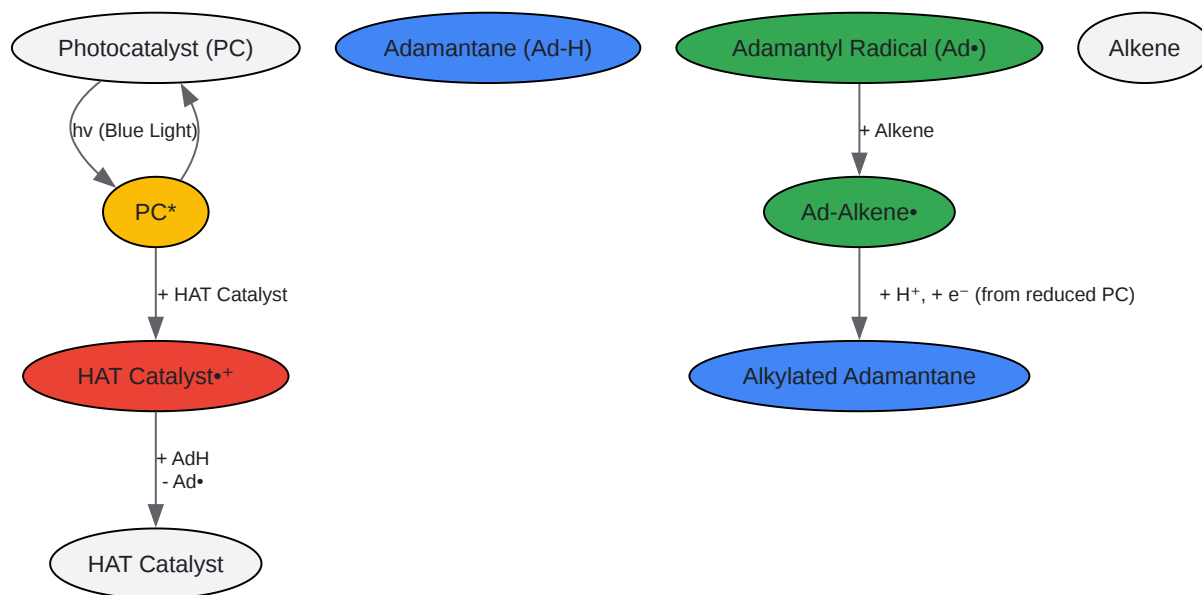 Photocatalyst (PC)
Adamantane (Ad-H)
Adamantyl Radical (Ad•)
Alkene
hv (Blue Light)
+ Alkene
PC*
Ad-Alkene•
+ HAT Catalyst
+ H⁺, + e⁻ (from reduced PC)
HAT Catalyst•⁺
Alkylated Adamantane
+ AdH
- Ad•
HAT Catalyst